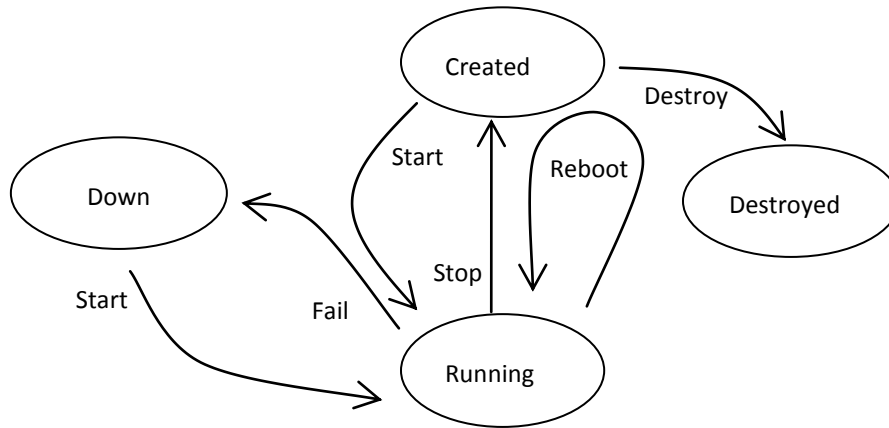 Created
Destroy
Start
Reboot
Down
Destroyed
Stop
Start
Fail
Running